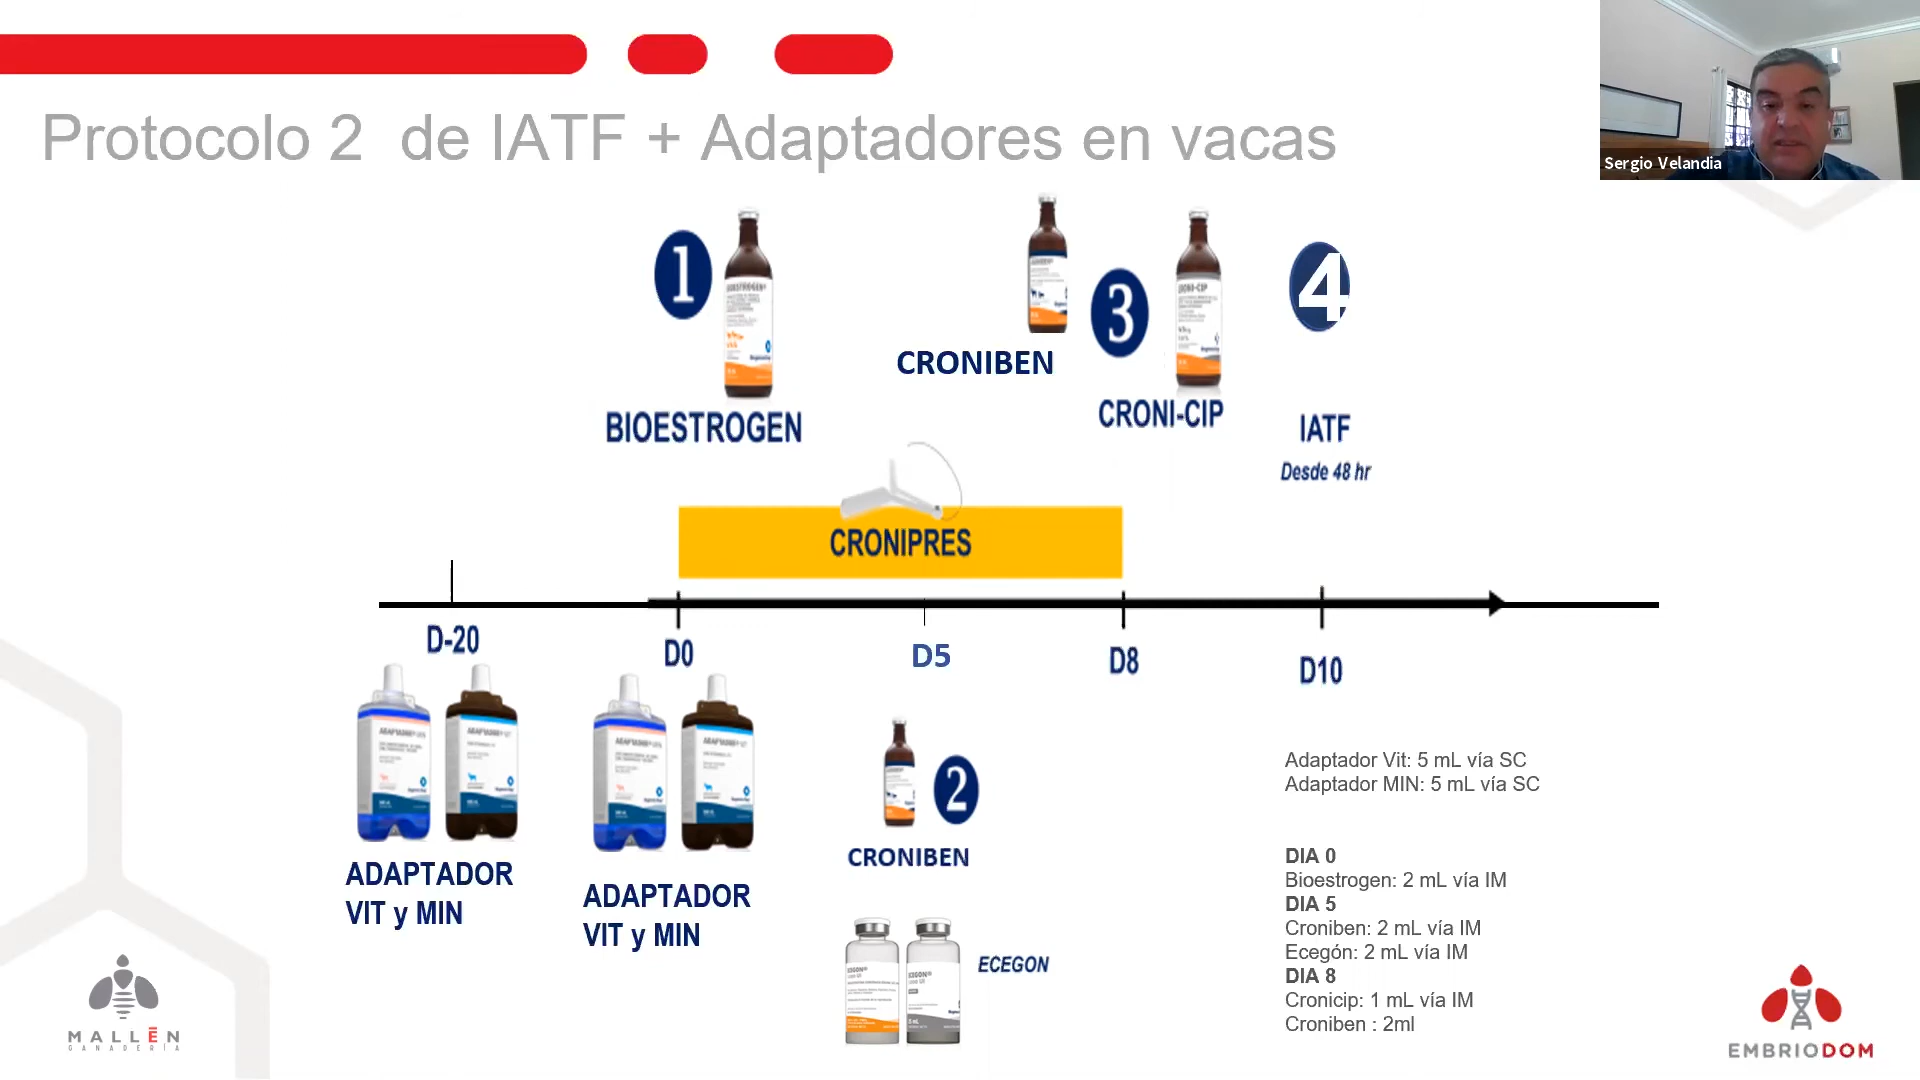 Protocolo 2  de IATF + Adaptadores en vacas
Sergio Velandia
1
BIOESTROGEN
CRONIBEN
3
CRONI-CIP
CRONI-CIP
4
IATF
Desde 48 hr
CRONIPRES
D-20
D0
D5
D8
D10
ADAPTADOR
VIT y MIN
ADAPTADOR
VIT y MIN
2
CRONIBEN
ECEGON
Adaptador Vit: 5 mL vía SC
Adaptador MIN: 5 mL vía SC
DIA 0
Bioestrogen: 2 mL vía IM
DIA 5
Croniben: 2 mL vía IM
Ecegón: 2 mL vía IM
DIA 8
Cronicip: 1 mL vía IM
Croniben : 2ml
MALLĒN
GANADERÍA
EMBRIODOM